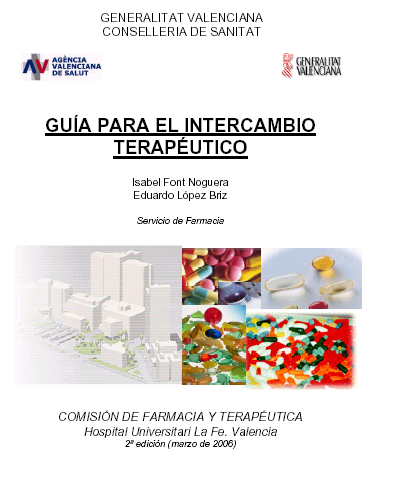 GENERALITAT VALENCIANA
CONSELLERIA DE SANITAT
AGÈNCIA
VALENCIANA
DE SALUT
GENERALITAT
VALENCIANA
GUÍA PARA EL INTERCAMBIO
TERAPÉUTICO
Isabel Font Noguera
Eduardo López Briz
Servicio de Farmacia
COMISIÓN DE FARMACIA Y TERAPÉUTICA
Hospital Universitari La Fe. Valencia
2ª edición (marzo de 2006)